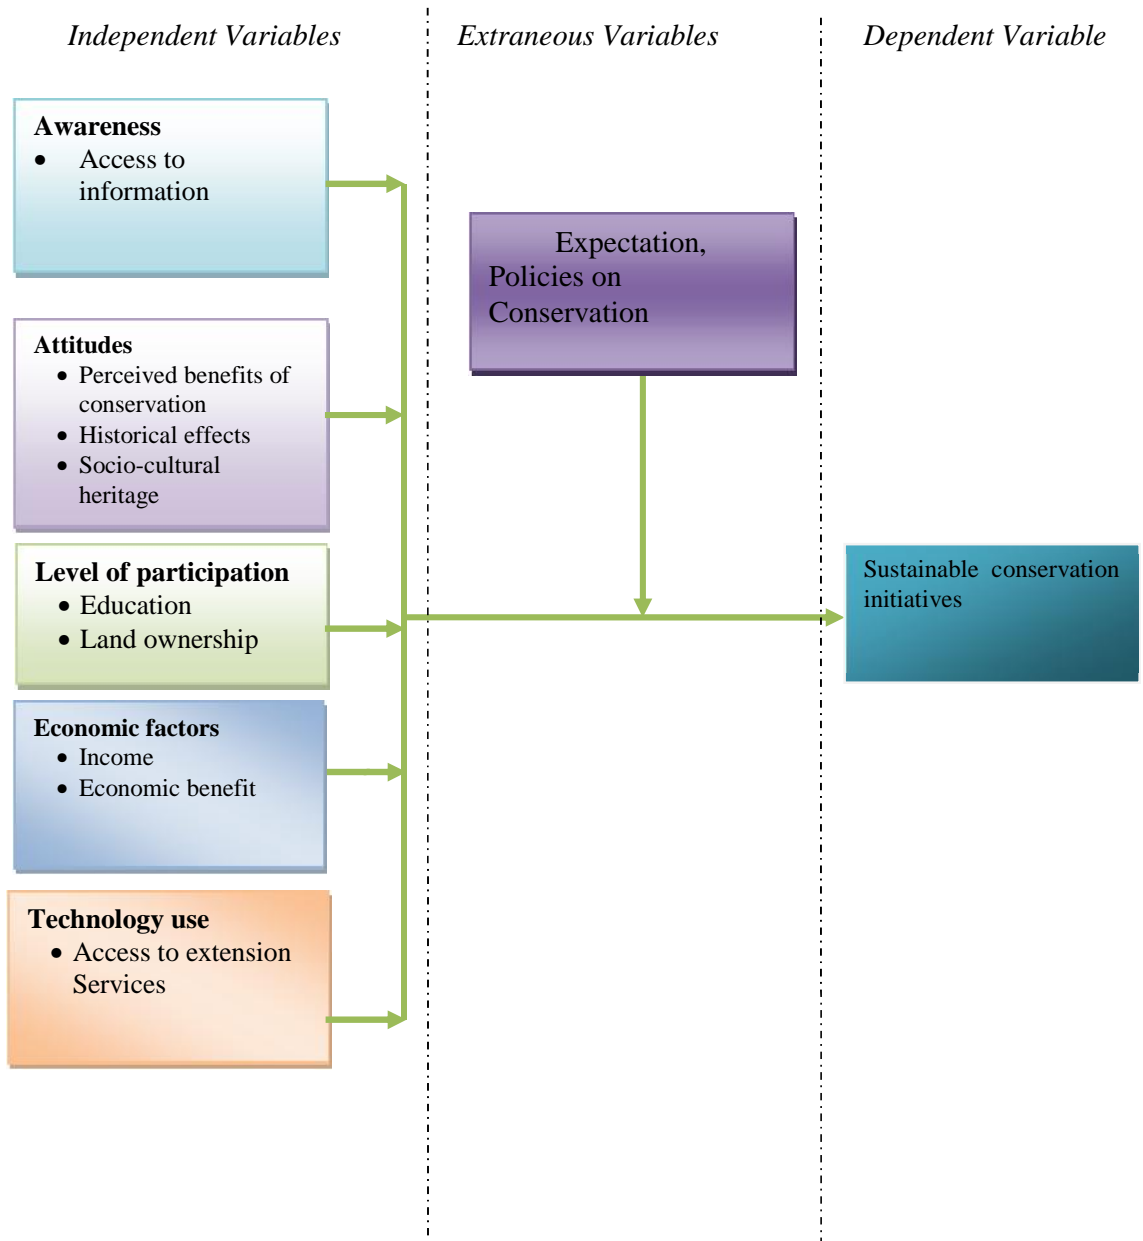 Independent Variables
Extraneous Variables
Dependent Variable
Awareness
• Access to
information
Attitudes
• Perceived benefits of
conservation
• Historical effects
• Socio-cultural
heritage
Level of participation
• Education
• Land ownership
Economic factors
• Income
• Economic benefit
Technology use
• Access to extension
Services
Expectation,
Policies on
Conservation
Sustainable conservation
initiatives